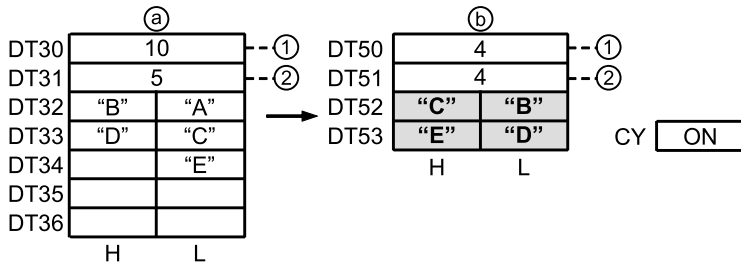 ⓐ ⓑ
DT30 10 ① DT50 4 ①
DT31 5 ② DT51 4 ②
DT32 “B” “A” DT52 “C” “B”
DT33 “D” “C” DT53 “E” “D” CY ON
DT34 “E” H L
DT35
DT36
H L